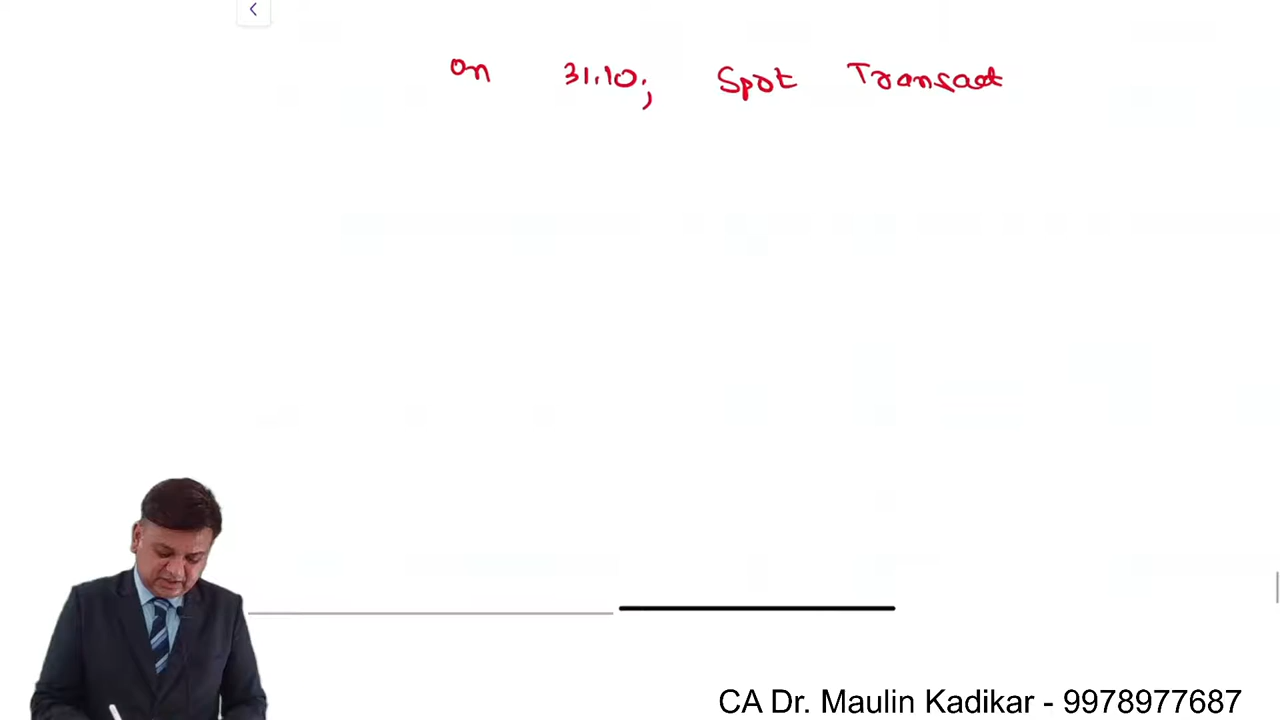 On 31.10; Spot Transact
CA Dr. Maulin Kadikar - 9978977687